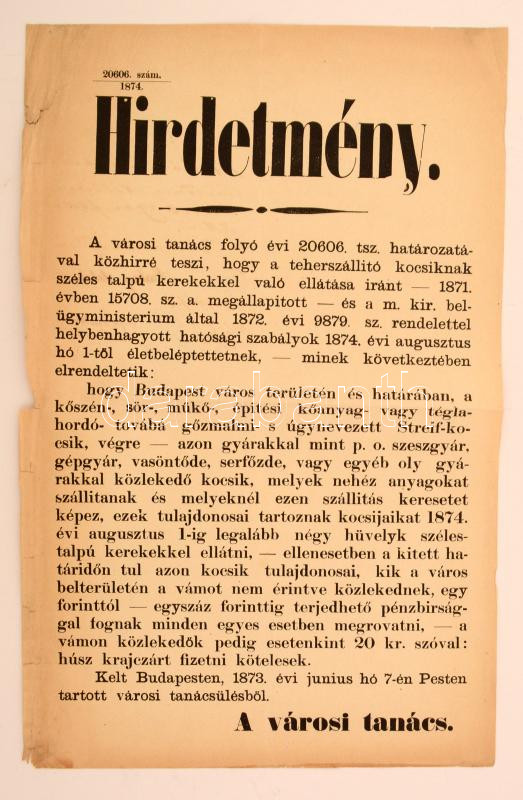 20606. szám.
1874.
Hirdetmény.
A városi tanács folyó évi 20606. tsz. határozatá-
val közhirré teszi, hogy a teherszállitó kocsiknak
széles talpú kerekekkel való ellátása iránt — 1871.
évben 15708. sz. a. megállapitott — és a m. kir. bel-
ügyministerium által 1872. évi 9879. sz. rendelettel
helybenhagyott hatósági szabályok 1874. évi augusztus
hó 1-től életbeléptettetnek, — minek következtében
elrendeltetik:
hogy Budapest város területén és határában, a
kőszén, sör-, műkő-, épitési kőnnyag vagy tégla-
hordó továbá gőzmalmi s úgynevezett Streif-ko-
csik, végre — azon gyárakkal mint p. o. szeszgyár,
gépgyár, vasöntőde, serfőzde, vagy egyéb oly gyá-
rakkal közlekedő kocsik, melyek nehéz anyagokat
szállitanak és melyeknél ezen szállitás keresetet
képez, ezek tulajdonosai tartoznak kocsijaikat 1874.
évi augusztus 1-ig legalább négy hüvelyk széles-
talpú kerekekkel ellátni, — ellenesetben a kitett ha-
táridőn tul azon kocsik tulajdonosai, kik a város
belterületén a vámot nem érintve közlekednek, egy
forinttól — egyszáz forinttig terjedhető pénzbirság-
gal fognak minden egyes esetben megrovatni, — a
vámon közlekedők pedig esetenkint 20 kr. szóval:
húsz krajczárt fizetni kötelesek.
Kelt Budapesten, 1873. évi junius hó 7-én Pesten
tartott városi tanácsülésből.
A városi tanács.
darabanth